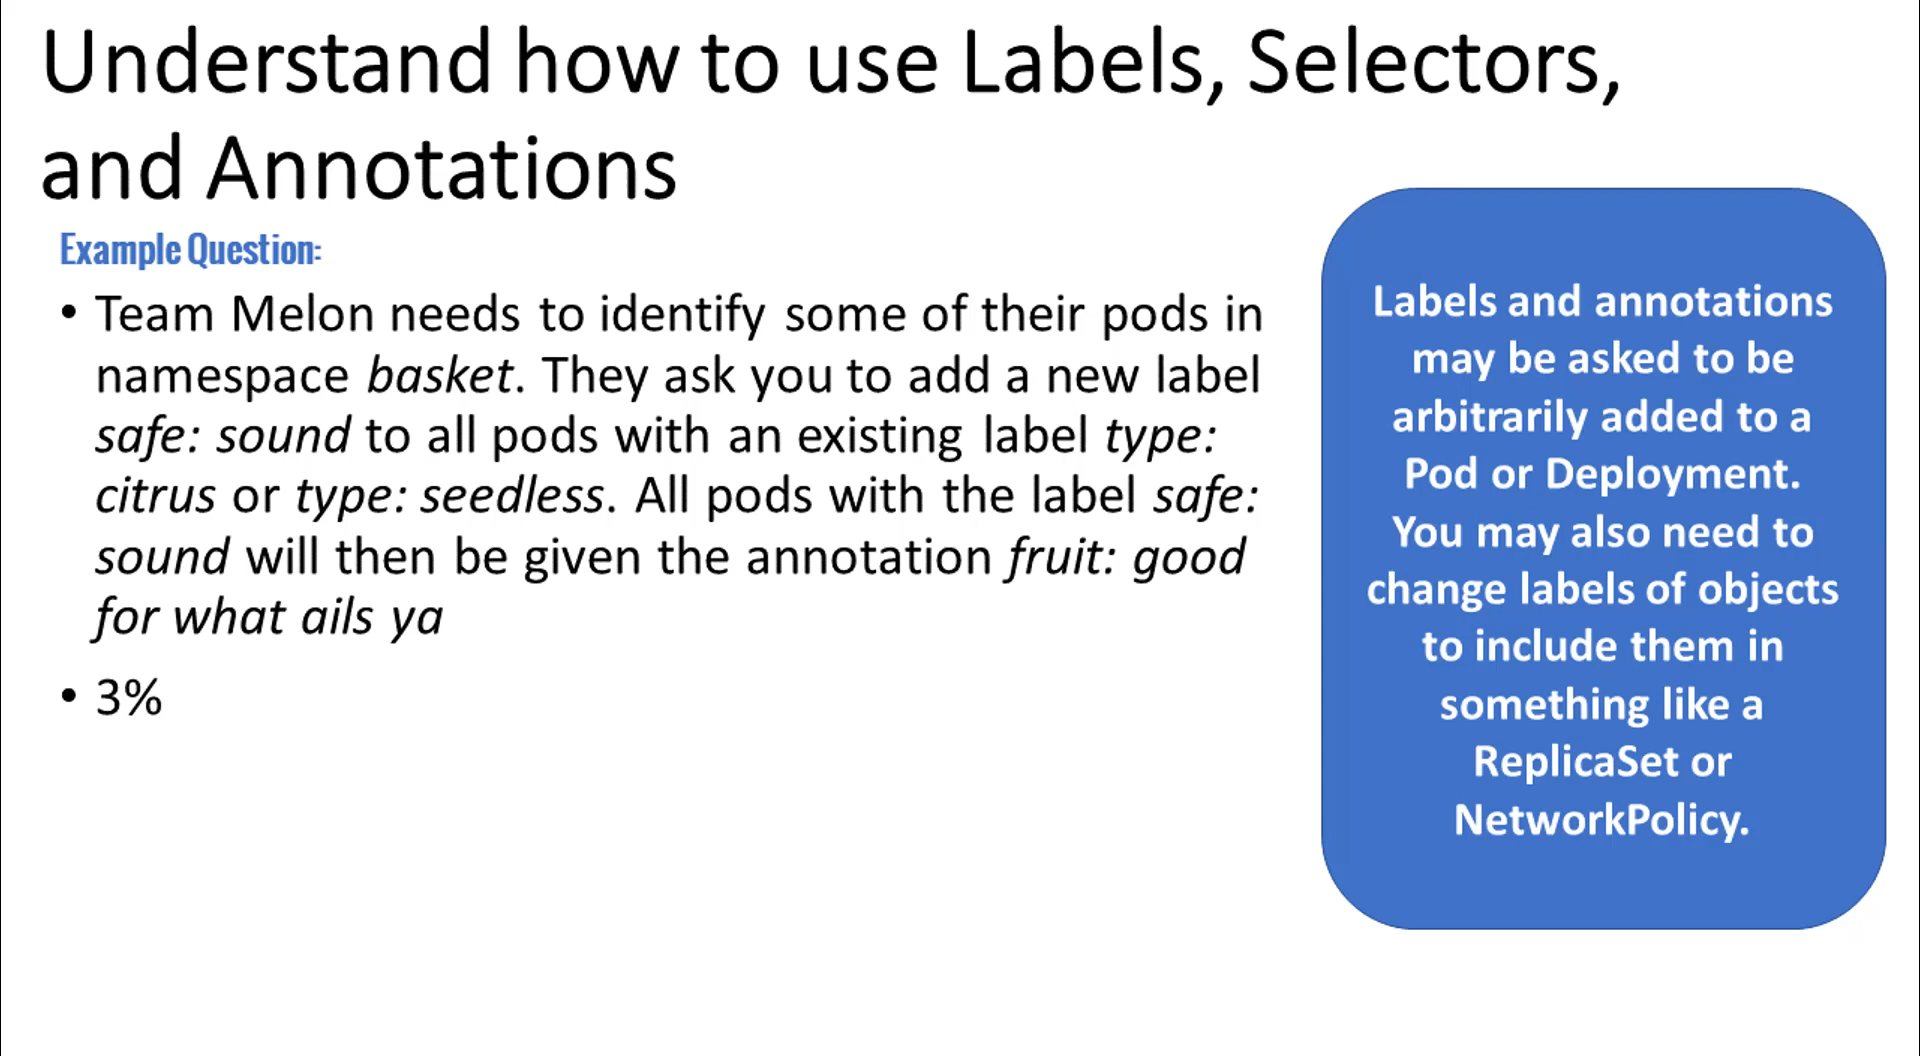 Understand how to use Labels, Selectors,
and Annotations
Example Question:
• Team Melon needs to identify some of their pods in
namespace basket. They ask you to add a new label
safe: sound to all pods with an existing label type:
citrus or type: seedless. All pods with the label safe:
sound will then be given the annotation fruit: good
for what ails ya
• 3%
Labels and annotations
may be asked to be
arbitrarily added to a
Pod or Deployment.
You may also need to
change labels of objects
to include them in
something like a
ReplicaSet or
NetworkPolicy.